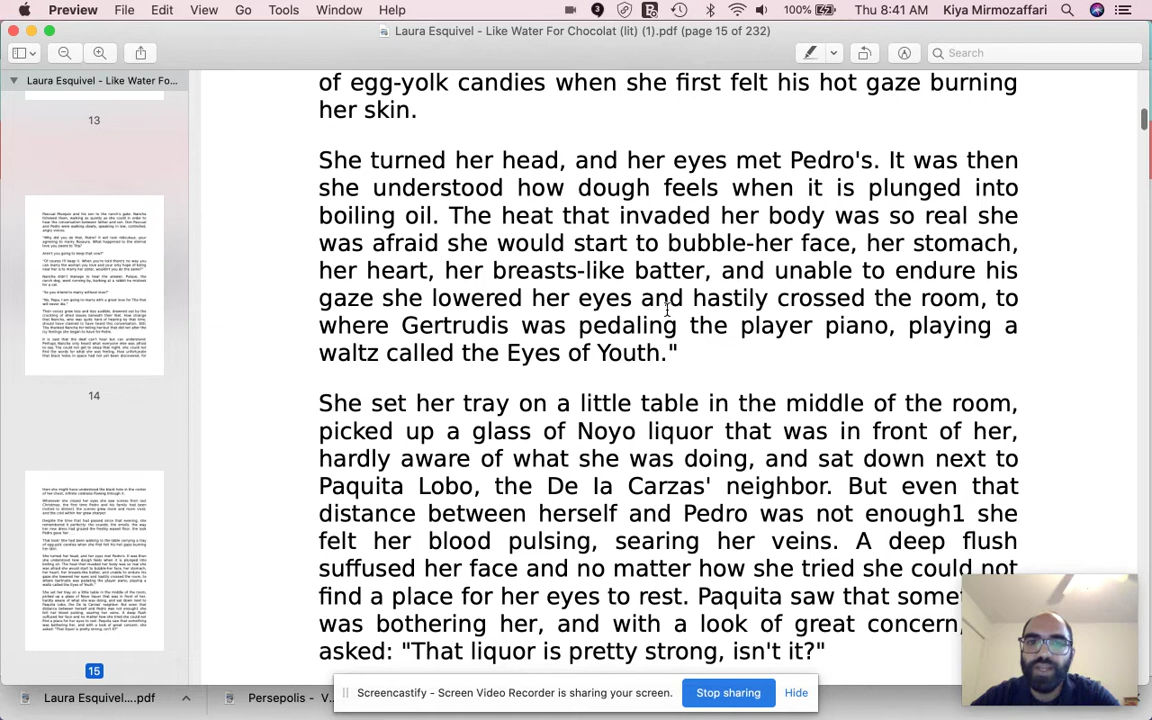 Preview File Edit View Go Tools Window Help 3 100% Thu 8:41 AM Kiya Mirmozaffari
Laura Esquivel - Like Water For Chocolat (lit) (1).pdf (page 15 of 232)
Search
Laura Esquivel - Like Water Fo...
13
14
15
of egg-yolk candies when she first felt his hot gaze burning
her skin.
She turned her head, and her eyes met Pedro's. It was then
she understood how dough feels when it is plunged into
boiling oil. The heat that invaded her body was so real she
was afraid she would start to bubble-her face, her stomach,
her heart, her breasts-like batter, and unable to endure his
gaze she lowered her eyes and hastily crossed the room, to
where Gertrudis was pedaling the player piano, playing a
waltz called the Eyes of Youth."
She set her tray on a little table in the middle of the room,
picked up a glass of Noyo liquor that was in front of her,
hardly aware of what she was doing, and sat down next to
Paquita Lobo, the De la Carzas' neighbor. But even that
distance between herself and Pedro was not enough1 she
felt her blood pulsing, searing her veins. A deep flush
suffused her face and no matter how she tried she could not
find a place for her eyes to rest. Paquita saw that some
was bothering her, and with a look of great concern,
asked: "That liquor is pretty strong, isn't it?"
Laura Esquivel....pdf
Persepolis - V...
Screencastify - Screen Video Recorder is sharing your screen. Stop sharing Hide